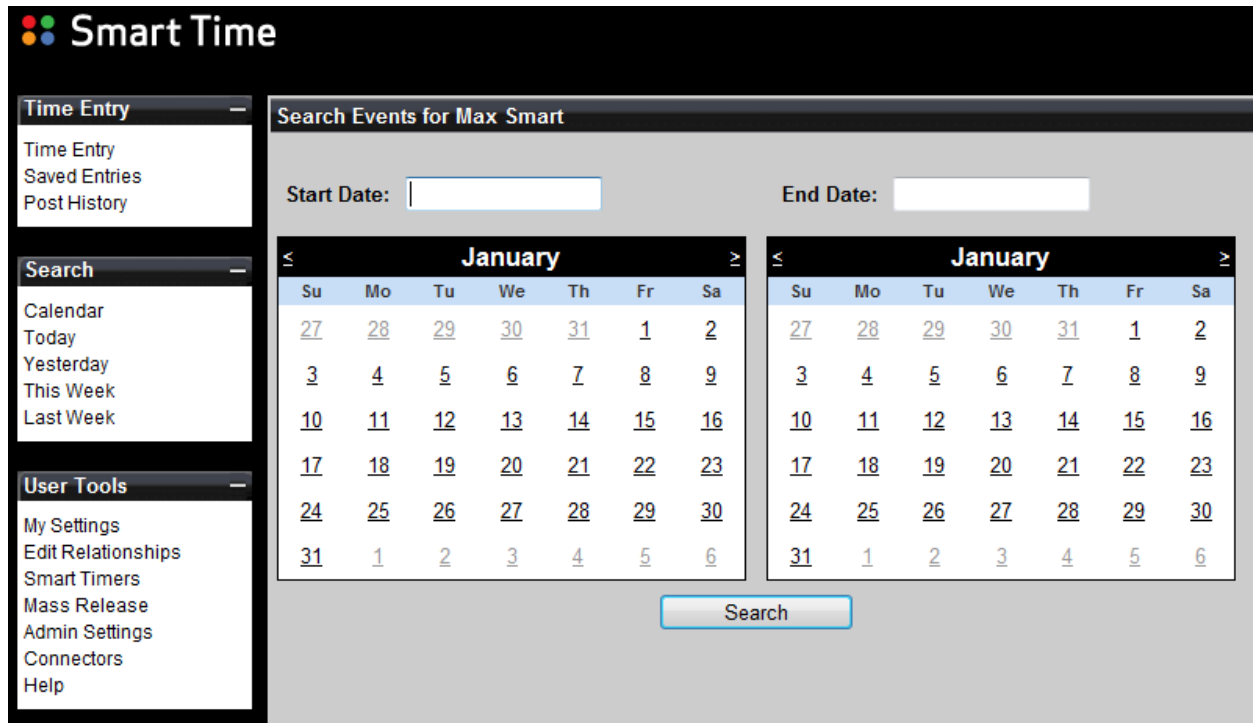 Smart Time
Time Entry
Time Entry
Saved Entries
Post History
Search
Calendar
Today
Yesterday
This Week
Last Week
User Tools
My Settings
Edit Relationships
Smart Timers
Mass Release
Admin Settings
Connectors
Help
Search Events for Max Smart
Start Date:
End Date:
< January >
Su Mo Tu We Th Fr Sa
27 28 29 30 31 1 2
3 4 5 6 7 8 9
10 11 12 13 14 15 16
17 18 19 20 21 22 23
24 25 26 27 28 29 30
31 1 2 3 4 5 6
< January >
Su Mo Tu We Th Fr Sa
27 28 29 30 31 1 2
3 4 5 6 7 8 9
10 11 12 13 14 15 16
17 18 19 20 21 22 23
24 25 26 27 28 29 30
31 1 2 3 4 5 6
Search